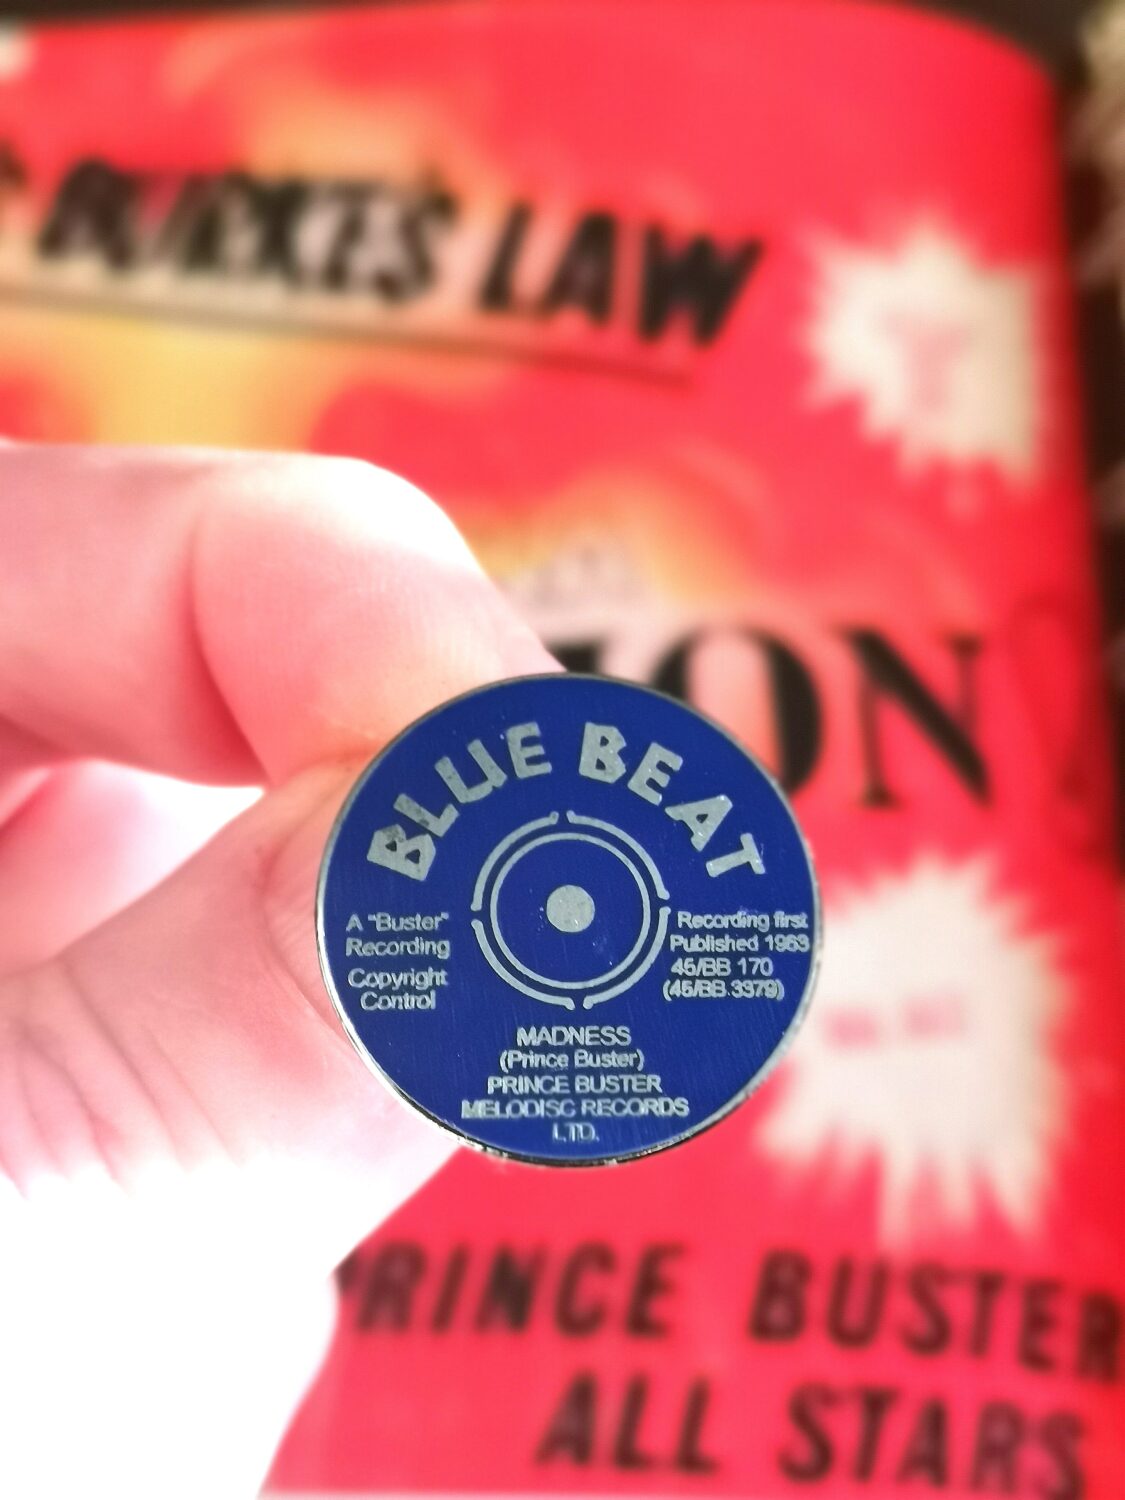 LAW
ON
BLUE BEAT
A "Buster"
Recording
Copyright
Control
Recording first
Published 1963
45/BB 170
(45/BB.3379)
MADNESS
(Prince Buster)
PRINCE BUSTER
MELODISC RECORDS
LTD.
PRINCE BUSTER
ALL STARS